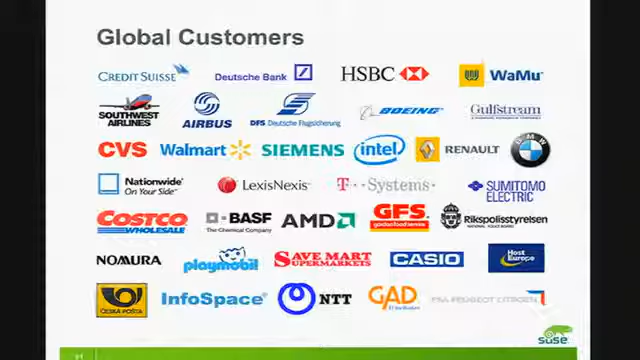 Global Customers
CREDIT SUISSE Deutsche Bank HSBC WaMu
SOUTHWEST AIRLINES AIRBUS DFS Deutsche Flugsicherung BOEING Gulfstream
CVS Walmart SIEMENS intel RENAULT BMW
Nationwide LexisNexis T Systems SUMITOMO
On Your Side ELECTRIC
COSTCO WHOLESALE BASF The Chemical Company AMD GFS Rikspolisstyrelsen
NOMURA playmobil SAVE MART SUPERMARKETS CASIO Host Europe
ČESKÁ POŠTA InfoSpace NTT GAD PSA PEUGEOT CITROËN
SUSE